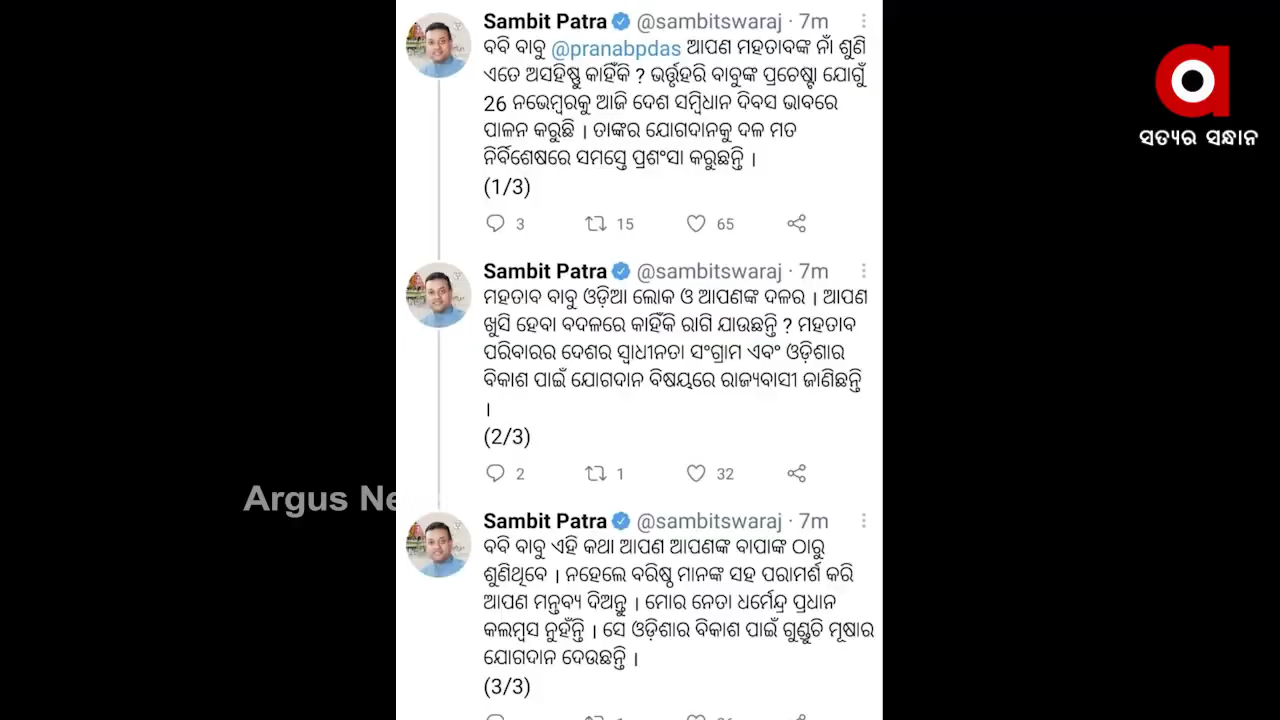 Sambit Patra @sambitswaraj · 7m
ବବି ବାବୁ @pranabpdas ଆପଣ ମହତାବଙ୍କ ନାଁ ଶୁଣି
ଏତେ ଅସହିଷ୍ଣୁ କାହିଁକି ? ଭର୍ତ୍ତୃହରି ବାବୁଙ୍କ ପ୍ରଚେଷ୍ଟା ଯୋଗୁଁ
26 ନଭେମ୍ବରକୁ ଆଜି ଦେଶ ସମ୍ବିଧାନ ଦିବସ ଭାବରେ
ପାଳନ କରୁଛି । ତାଙ୍କର ଯୋଗଦାନକୁ ଦଳ ମତ
ନିର୍ବିଶେଷରେ ସମସ୍ତେ ପ୍ରଶଂସା କରୁଛନ୍ତି ।
(1/3)
3 15 65
Sambit Patra @sambitswaraj · 7m
ମହତାବ ବାବୁ ଓଡ଼ିଆ ଲୋକ ଓ ଆପଣଙ୍କ ଦଳର । ଆପଣ
ଖୁସି ହେବା ବଦଳରେ କାହିଁକି ରାଗି ଯାଉଛନ୍ତି ? ମହତାବ
ପରିବାରର ଦେଶର ସ୍ୱାଧୀନତା ସଂଗ୍ରାମ ଏବଂ ଓଡ଼ିଶାର
ବିକାଶ ପାଇଁ ଯୋଗଦାନ ବିଷୟରେ ରାଜ୍ୟବାସୀ ଜାଣିଛନ୍ତି
।
(2/3)
2 1 32
Sambit Patra @sambitswaraj · 7m
ବବି ବାବୁ ଏହି କଥା ଆପଣ ଆପଣଙ୍କ ବାପାଙ୍କ ଠାରୁ
ଶୁଣିଥିବେ । ନହେଲେ ବରିଷ୍ଠ ମାନଙ୍କ ସହ ପରାମର୍ଶ କରି
ଆପଣ ମନ୍ତବ୍ୟ ଦିଅନ୍ତୁ । ମୋର ନେତା ଧର୍ମେନ୍ଦ୍ର ପ୍ରଧାନ
କଲମ୍ବସ ନୁହଁନ୍ତି । ସେ ଓଡ଼ିଶାର ବିକାଶ ପାଇଁ ଗୁଣ୍ଡୁଚି ମୂଷାର
ଯୋଗଦାନ ଦେଉଛନ୍ତି ।
(3/3)
ସତ୍ୟର ସନ୍ଧାନ
Argus Ne